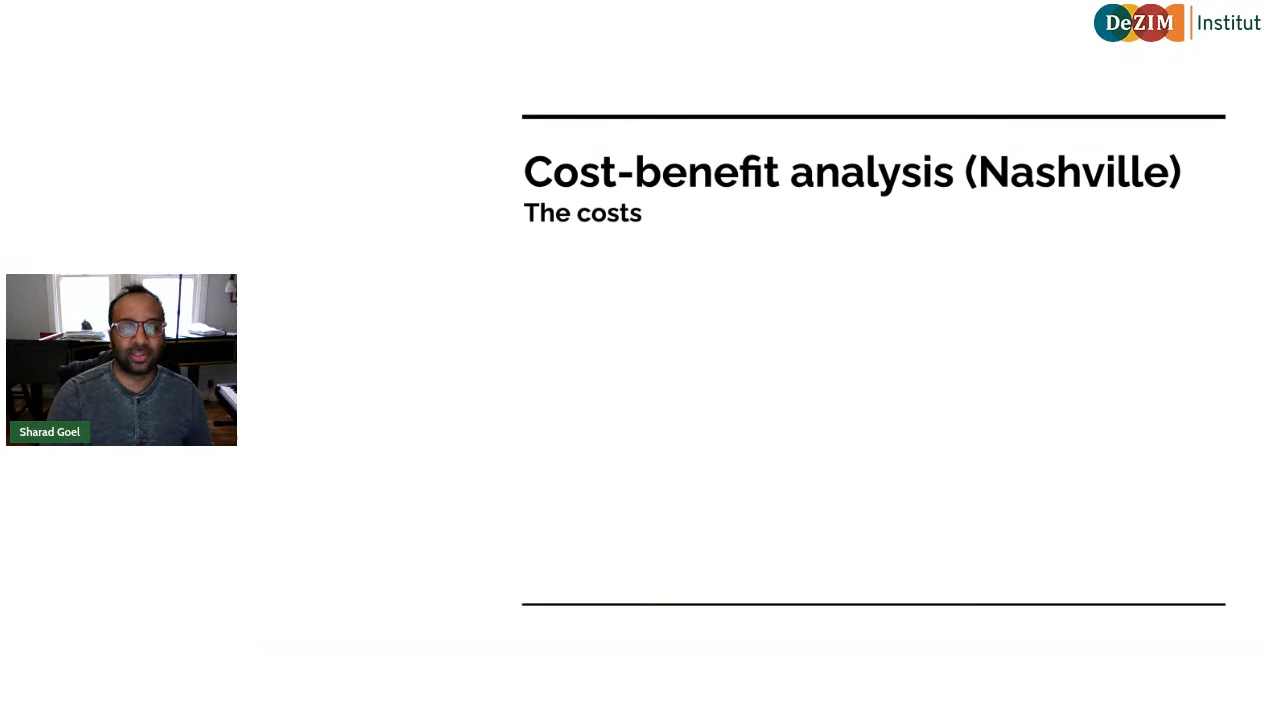 DeZIM Institut
Cost-benefit analysis (Nashville)
The costs
Sharad Goel